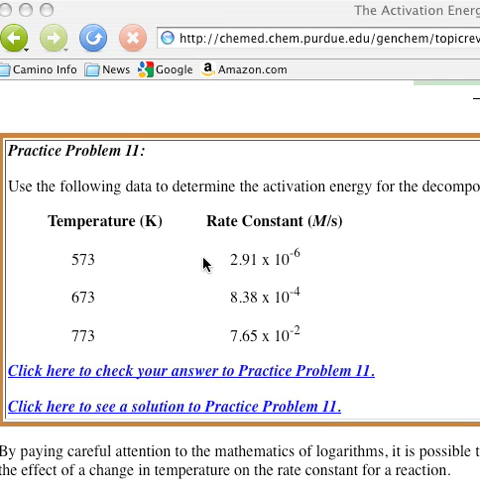 The Activation Energ
http://chemed.chem.purdue.edu/genchem/topicrev
Camino Info News Google Amazon.com
Practice Problem 11:
Use the following data to determine the activation energy for the decompo
Temperature (K) Rate Constant (M/s)
573 2.91 x 10-6
673 8.38 x 10-4
773 7.65 x 10-2
Click here to check your answer to Practice Problem 11.
Click here to see a solution to Practice Problem 11.
By paying careful attention to the mathematics of logarithms, it is possible t
the effect of a change in temperature on the rate constant for a reaction.